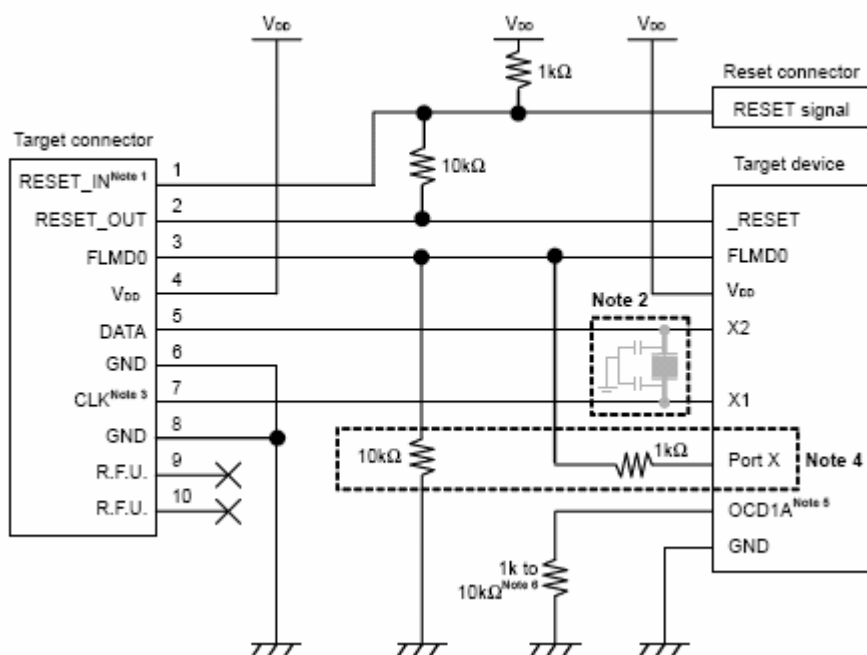 VDD VDD VDD
1kΩ
Reset connector
RESET signal
Target connector
Target device
RESET_IN Note 1 1
10kΩ
RESET_OUT 2 _RESET
FLMD0 3 FLMD0
VDD 4 VDD
Note 2
DATA 5 X2
GND 6
CLK Note 3 7 X1
GND 8
10kΩ 1kΩ Port X Note 4
R.F.U. 9
R.F.U. 10
OCD1A Note 5
GND
1k to
10kΩ Note 6